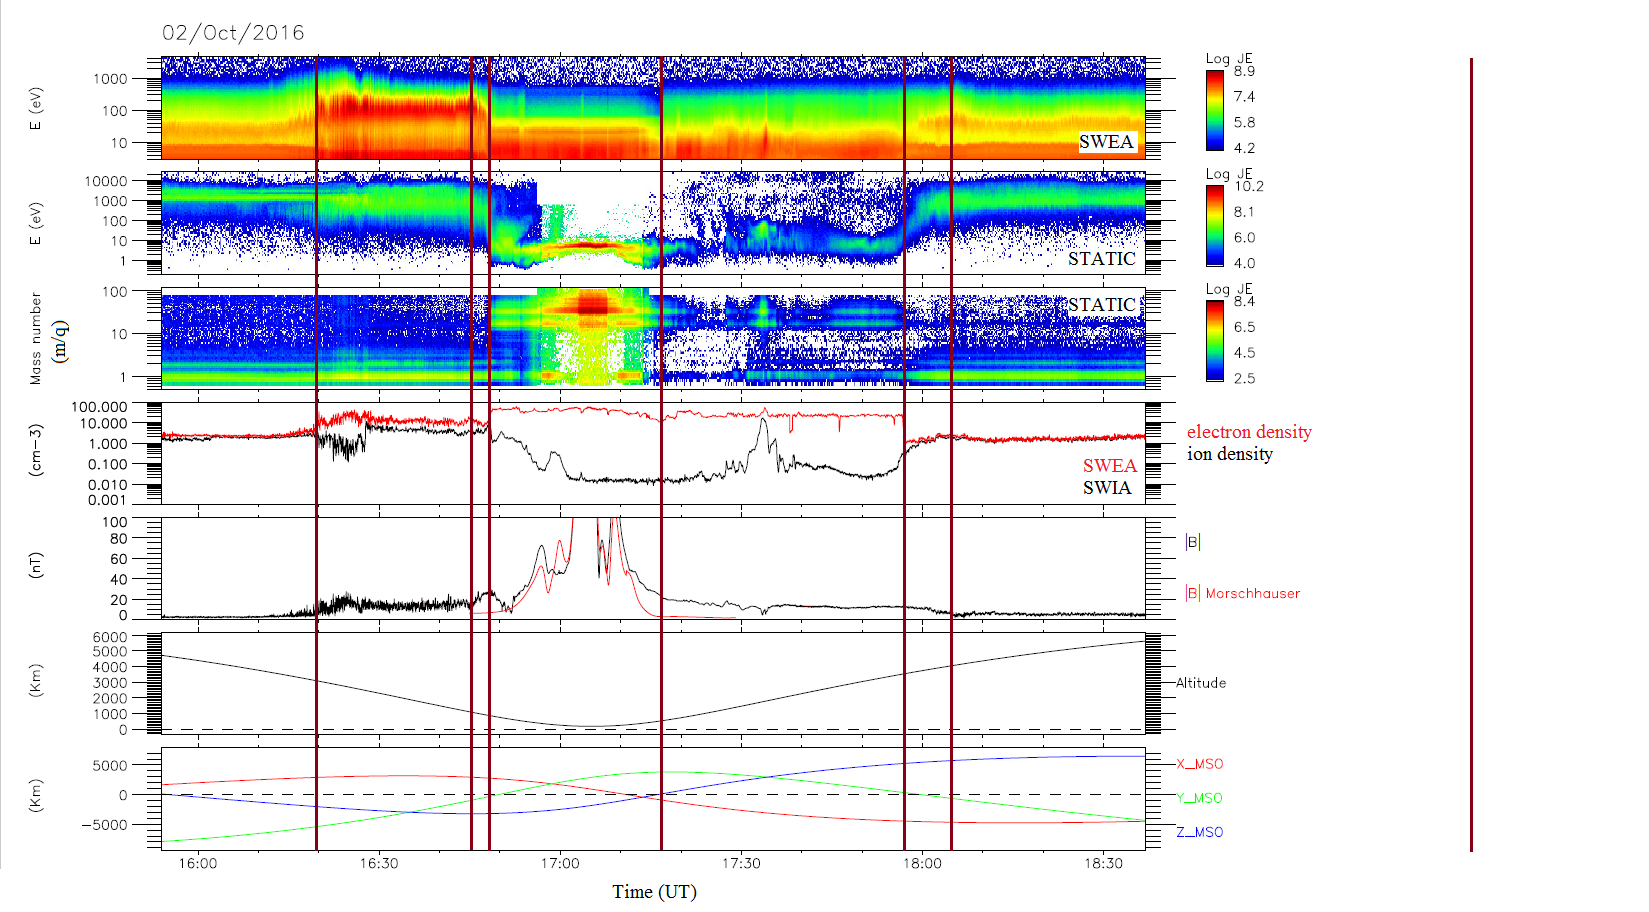 02/Oct/2016
E (eV)
1000
100
10
SWEA
Log JE
8.9
7.4
5.8
4.2
E (eV)
10000
1000
100
10
1
STATIC
Log JE
10.2
8.1
6.0
4.0
Mass number
(m/q)
100
10
1
STATIC
Log JE
8.4
6.5
4.5
2.5
(cm-3)
100.000
10.000
1.000
0.100
0.010
0.001
SWEA
SWIA
electron density
ion density
(nT)
100
80
60
40
20
0
|B|
|B| Morschhauser
(Km)
6000
5000
4000
3000
2000
1000
0
Altitude
(Km)
5000
0
-5000
X_MSO
Y_MSO
Z_MSO
16:00 16:30 17:00 17:30 18:00 18:30
Time (UT)